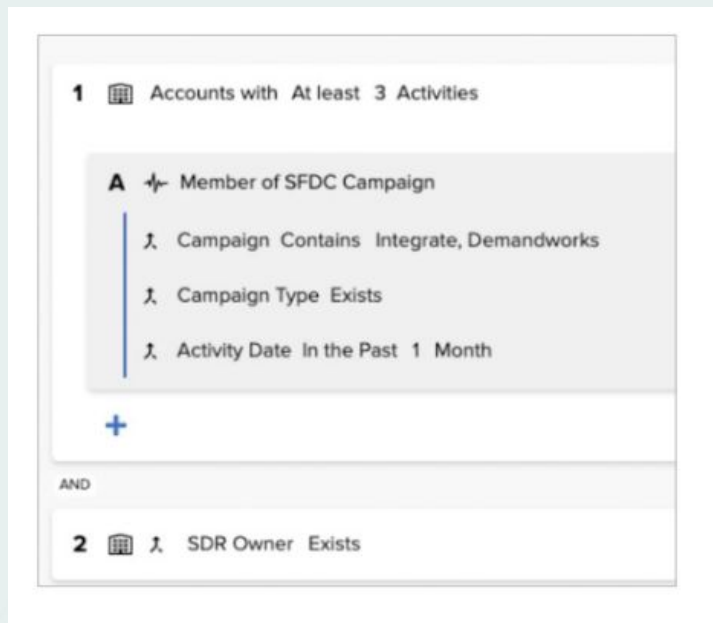 1 Accounts with At least 3 Activities
A Member of SFDC Campaign
Campaign Contains Integrate, Demandworks
Campaign Type Exists
Activity Date In the Past 1 Month
AND
2 SDR Owner Exists